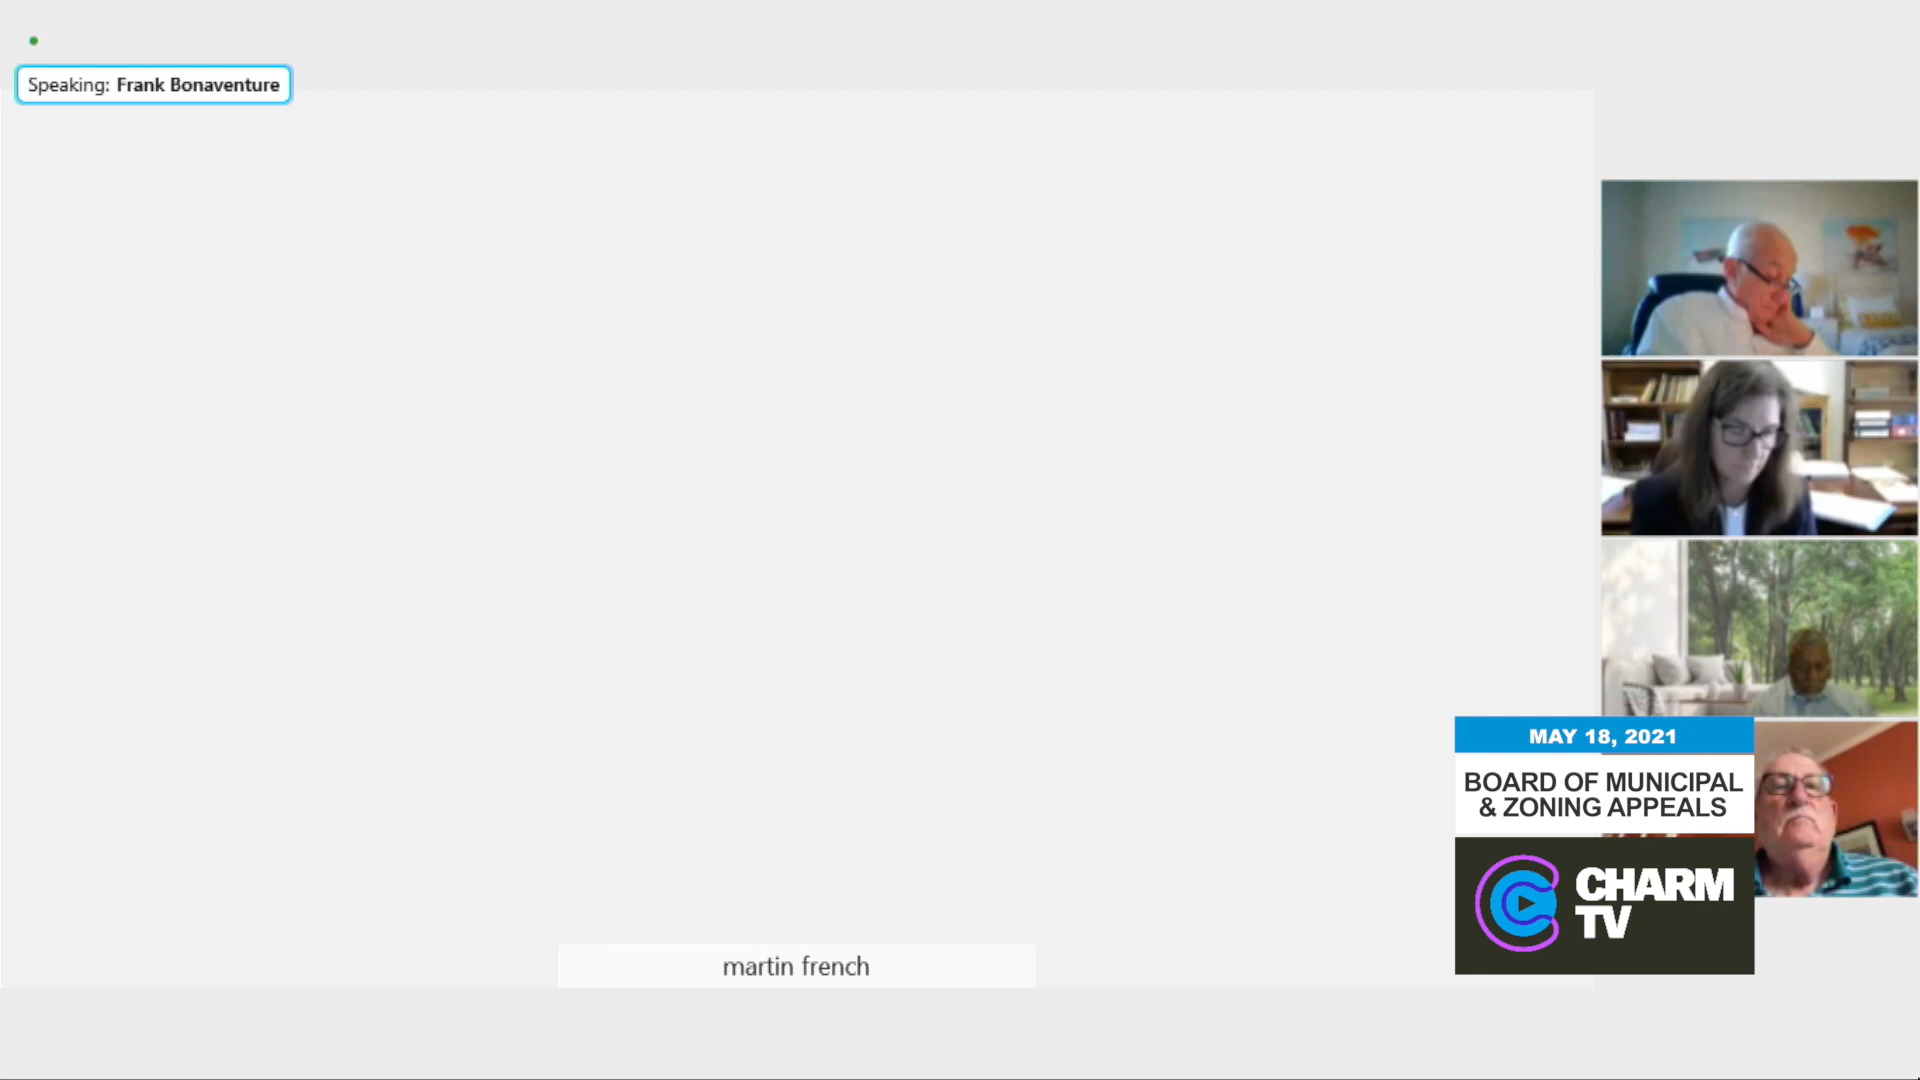 Speaking: Frank Bonaventure
MAY 18, 2021
BOARD OF MUNICIPAL
& ZONING APPEALS
CHARM
TV
martin french